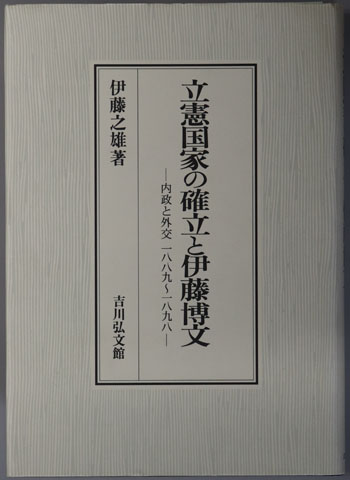 立憲国家の確立と伊藤博文
―内政と外交 一八八九~一八九八―
伊藤之雄著
吉川弘文館